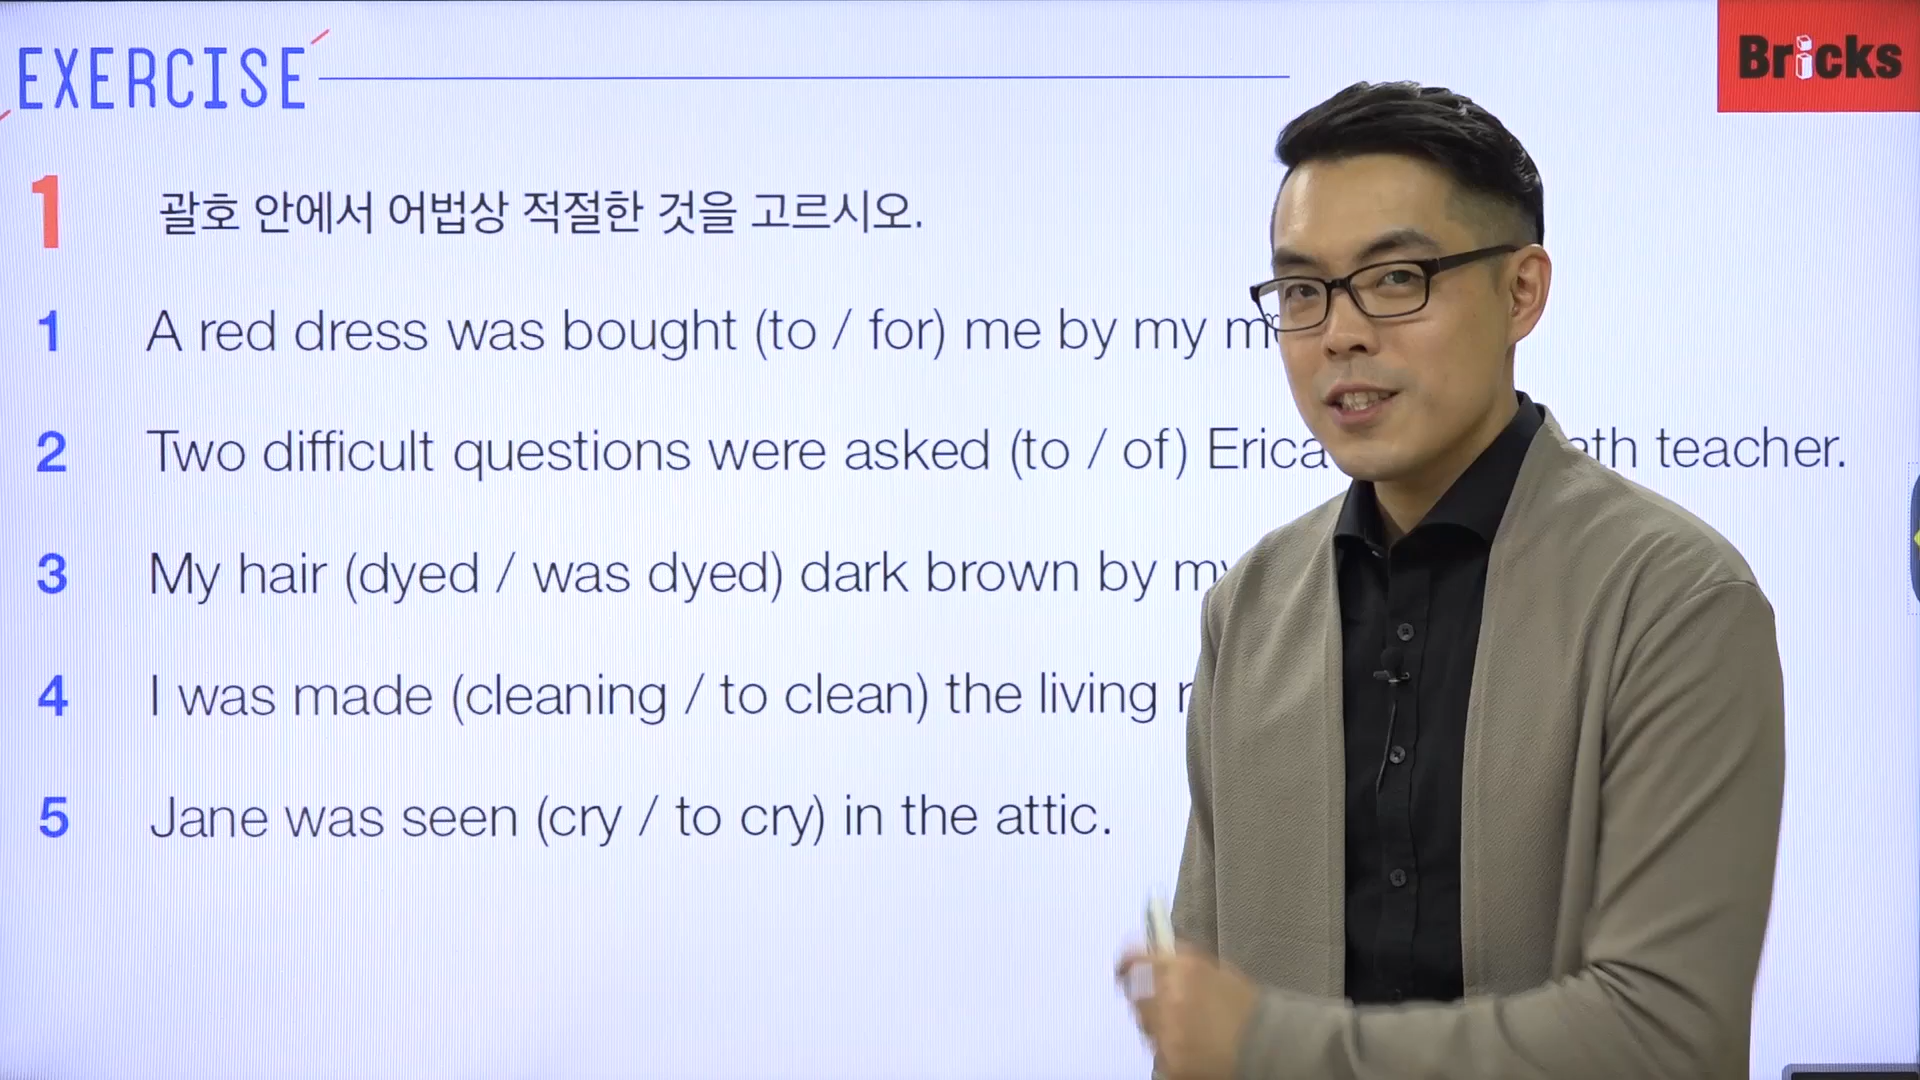 EXERCISE
Bricks
1 괄호 안에서 어법상 적절한 것을 고르시오.
1 A red dress was bought (to / for) me by my
2 Two difficult questions were asked (to / of) Erica teacher.
3 My hair (dyed / was dyed) dark brown by my
4 I was made (cleaning / to clean) the living
5 Jane was seen (cry / to cry) in the attic.